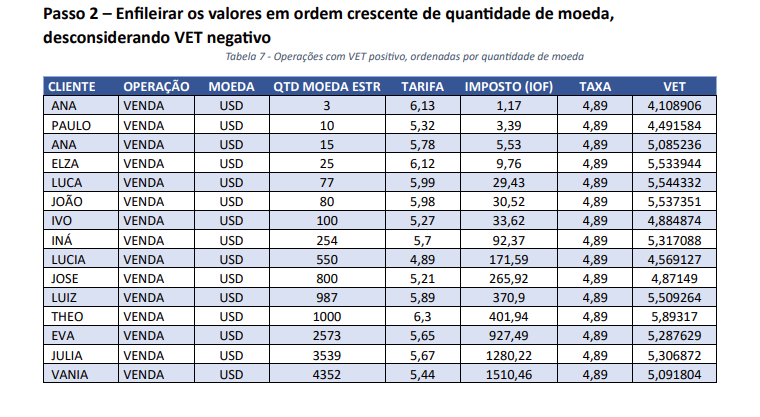 Passo 2 – Enfileirar os valores em ordem crescente de quantidade de moeda,
desconsiderando VET negativo
Tabela 7 - Operações com VET positivo, ordenadas por quantidade de moeda
CLIENTE OPERAÇÃO MOEDA QTD MOEDA ESTR TARIFA IMPOSTO (IOF) TAXA VET
ANA VENDA USD 3 6,13 1,17 4,89 4,108906
PAULO VENDA USD 10 5,32 3,39 4,89 4,491584
ANA VENDA USD 15 5,78 5,53 4,89 5,085236
ELZA VENDA USD 25 6,12 9,76 4,89 5,533944
LUCA VENDA USD 77 5,99 29,43 4,89 5,544332
JOÃO VENDA USD 80 5,98 30,52 4,89 5,537351
IVO VENDA USD 100 5,27 33,62 4,89 4,884874
INÁ VENDA USD 254 5,7 92,37 4,89 5,317088
LUCIA VENDA USD 550 4,89 171,59 4,89 4,569127
JOSE VENDA USD 800 5,21 265,92 4,89 4,87149
LUIZ VENDA USD 987 5,89 370,9 4,89 5,509264
THEO VENDA USD 1000 6,3 401,94 4,89 5,89317
EVA VENDA USD 2573 5,65 927,49 4,89 5,287629
JULIA VENDA USD 3539 5,67 1280,22 4,89 5,306872
VANIA VENDA USD 4352 5,44 1510,46 4,89 5,091804